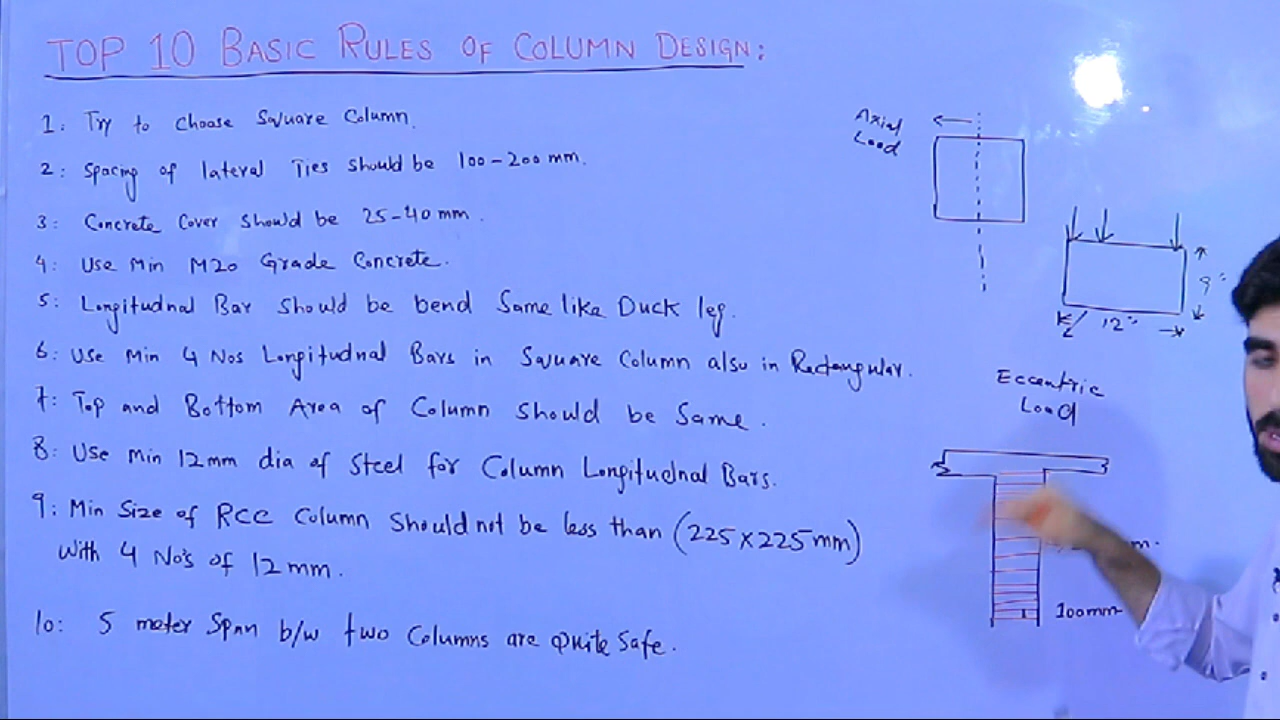 TOP 10 BASIC RULES OF COLUMN DESIGN:
1: Try to choose Square Column.
2: Spacing of lateral Ties should be 100-200 mm.
3: Concrete Cover should be 25-40 mm.
4: Use Min M20 Grade Concrete.
5: Longitudnal Bar should be bend Same like Duck leg.
6: Use Min 4 Nos Longitudnal Bars in Square Column also in Rectangular.
7: Top and Bottom Area of Column should be Same.
8: Use Min 12mm dia of Steel for Column Longitudnal Bars.
9: Min Size of RCC Column Should not be less than (225x225mm)
With 4 No's of 12mm.
10: 5 meter Span b/w two Columns are quite Safe.
Axial
Load
9"
12"
Eccentric
Load
100mm